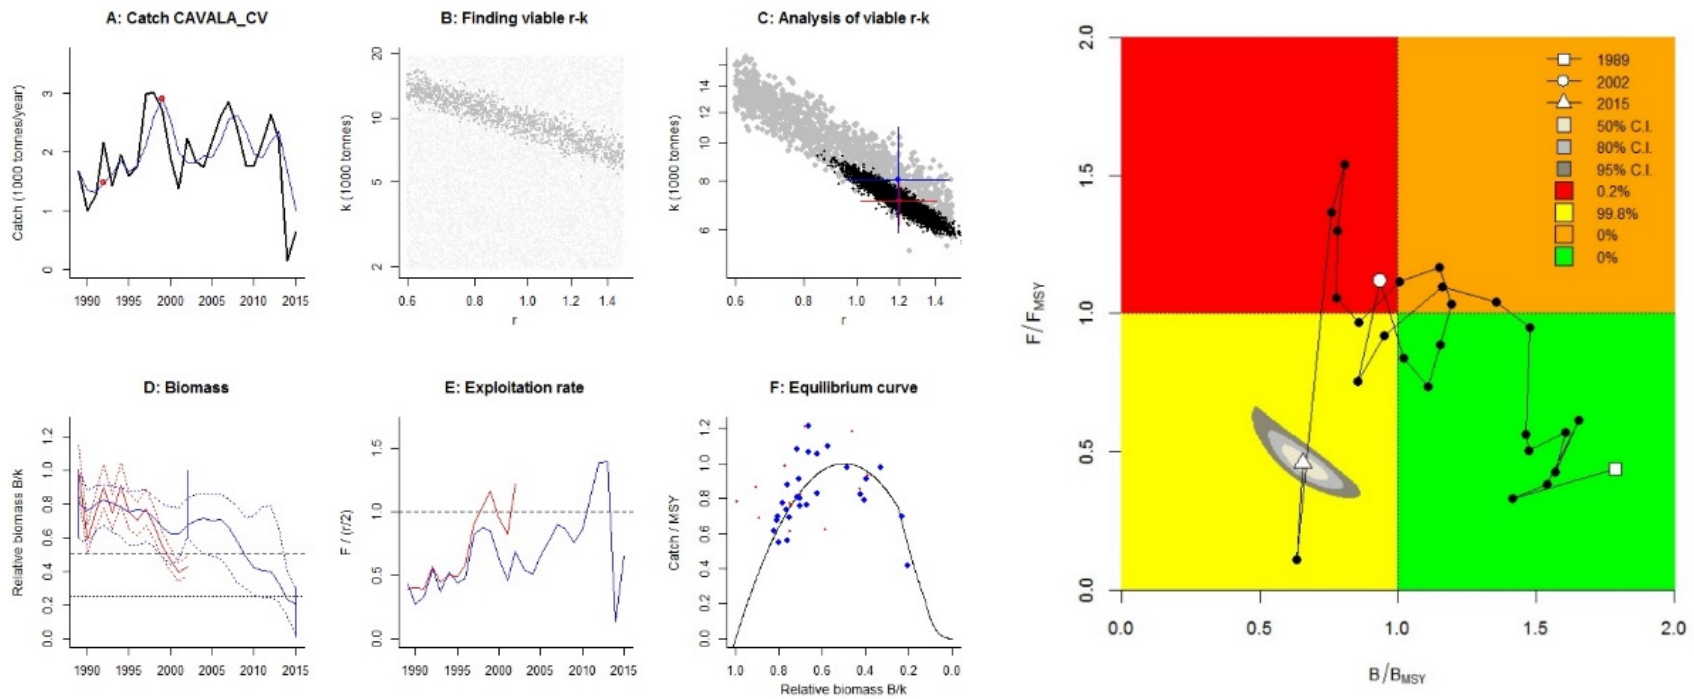 A: Catch CAVALA_CV
Catch (1000 tonnes/year)
0 1 2 3
1990 1995 2000 2005 2010 2015
B: Finding viable r-k
k (1000 tonnes)
2 5 10 20
0.6 0.8 1.0 1.2 1.4
r
C: Analysis of viable r-k
k (1000 tonnes)
6 8 10 12 14
0.6 0.8 1.0 1.2 1.4
r
D: Biomass
Relative biomass B/k
0.0 0.2 0.4 0.6 0.8 1.0 1.2
1990 1995 2000 2005 2010 2015
E: Exploitation rate
F / (r/2)
0.0 0.5 1.0 1.5
1990 1995 2000 2005 2010 2015
F: Equilibrium curve
Catch / MSY
0.0 0.2 0.4 0.6 0.8 1.0 1.2
1.0 0.8 0.6 0.4 0.2 0.0
Relative biomass B/k
F/FMSY
0.0 0.5 1.0 1.5 2.0
1989
2002
2015
50% C.I.
80% C.I.
95% C.I.
0.2%
99.8%
0%
0%
0.0 0.5 1.0 1.5 2.0
B/BMSY